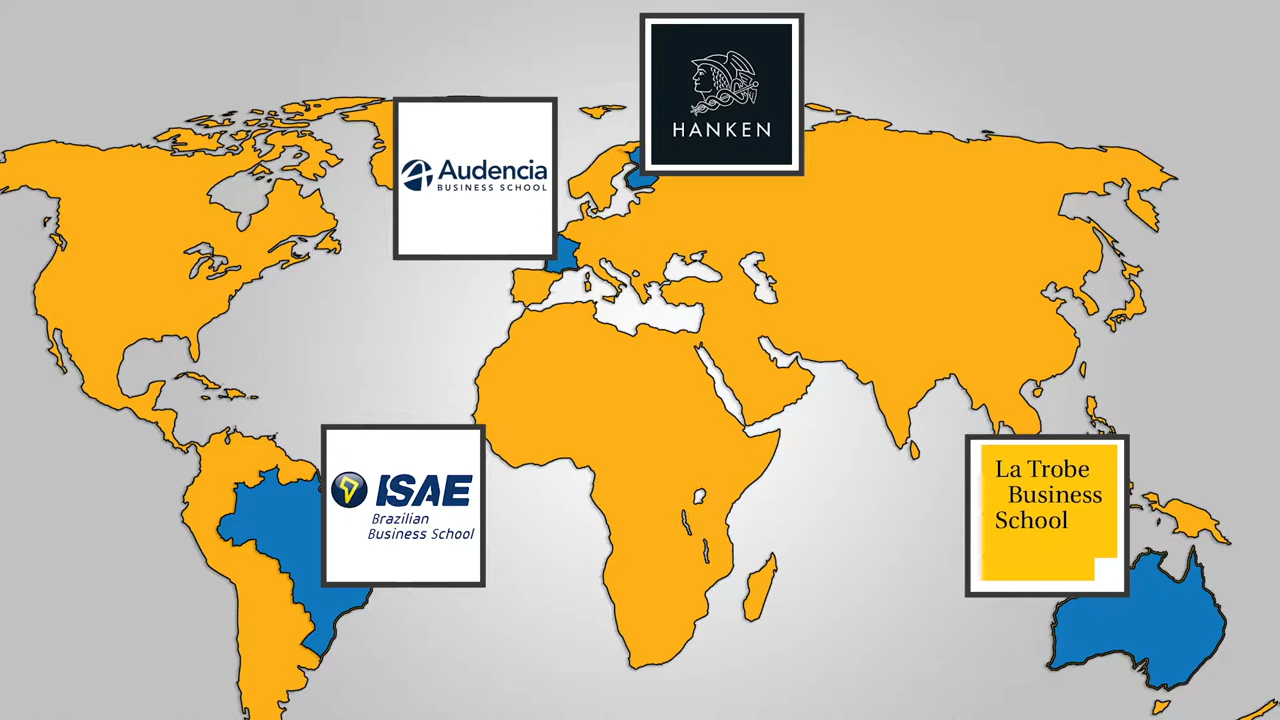 HANKEN
Audencia
BUSINESS SCHOOL
ISAE
Brazilian
Business School
La Trobe
Business
School